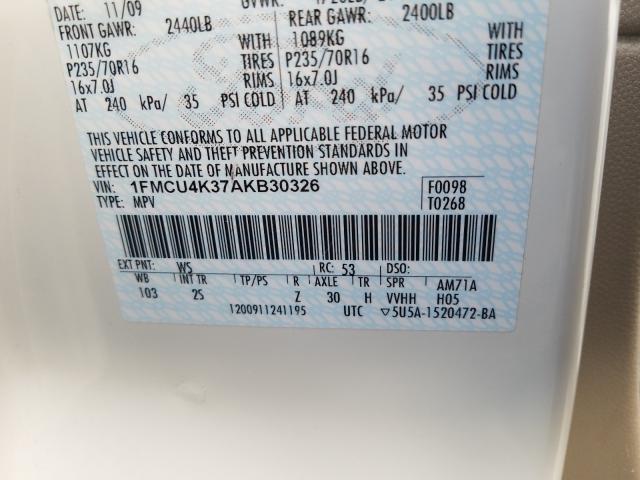 DATE: 11/09 GVWR:
FRONT GAWR: 2440LB REAR GAWR: 2400LB
1107KG WITH 1089KG WITH
P235/70R16 TIRES P235/70R16 TIRES
16x7.0J RIMS 16x7.0J RIMS
AT 240 kPa/ 35 PSI COLD AT 240 kPa/ 35 PSI COLD
THIS VEHICLE CONFORMS TO ALL APPLICABLE FEDERAL MOTOR
VEHICLE SAFETY AND THEFT PREVENTION STANDARDS IN
EFFECT ON THE DATE OF MANUFACTURE SHOWN ABOVE.
VIN: 1FMCU4K37AKB30326 F0098
TYPE: MPV T0268
EXT PNT: WS RC: 53 DSO:
WB INT TR TP/PS R AXLE TR SPR AM71A
103 2S Z 30 H VVHH H05
1200911241195 UTC ▽5U5A-1520472-BA